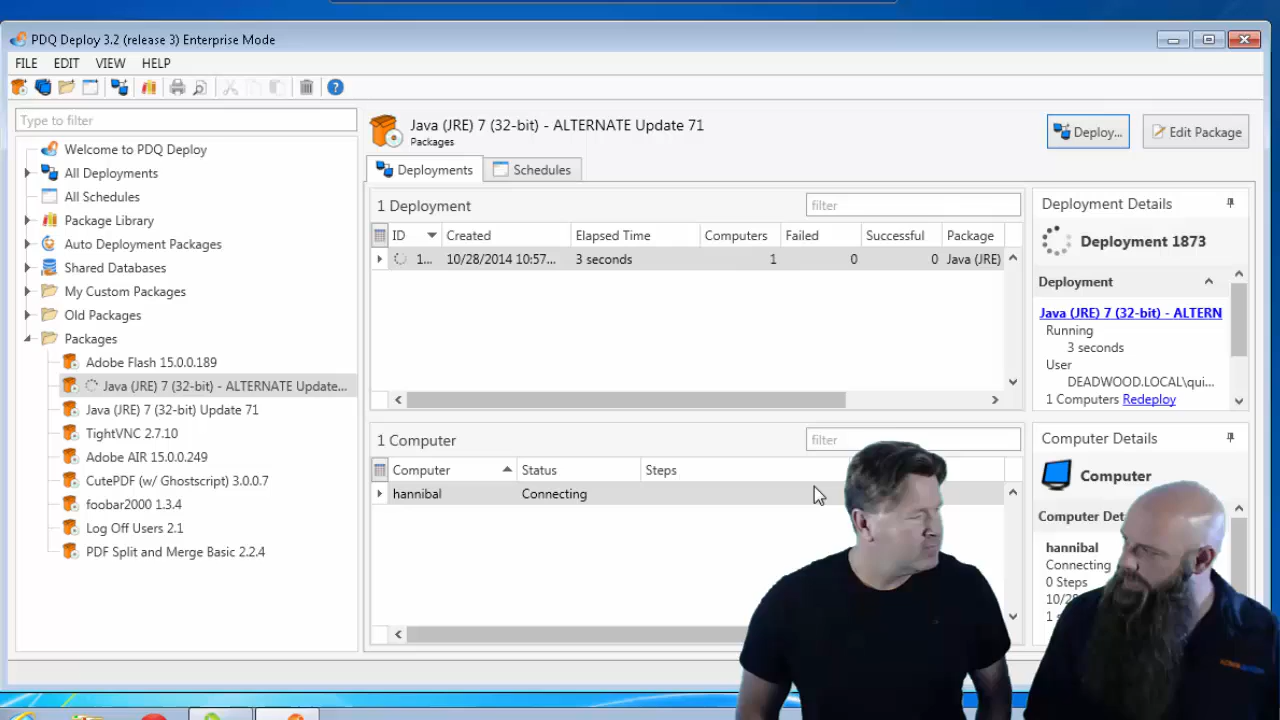 PDQ Deploy 3.2 (release 3) Enterprise Mode
FILE EDIT VIEW HELP
Type to filter
Welcome to PDQ Deploy
All Deployments
All Schedules
Package Library
Auto Deployment Packages
Shared Databases
My Custom Packages
Old Packages
Packages
Adobe Flash 15.0.0.189
Java (JRE) 7 (32-bit) - ALTERNATE Update...
Java (JRE) 7 (32-bit) Update 71
TightVNC 2.7.10
Adobe AIR 15.0.0.249
CutePDF (w/ Ghostscript) 3.0.0.7
foobar2000 1.3.4
Log Off Users 2.1
PDF Split and Merge Basic 2.2.4
Java (JRE) 7 (32-bit) - ALTERNATE Update 71
Packages
Deploy... Edit Package
Deployments Schedules
1 Deployment filter
ID Created Elapsed Time Computers Failed Successful Package
1... 10/28/2014 10:57... 3 seconds 1 0 0 Java (JRE)
1 Computer filter
Computer Status Steps
hannibal Connecting
Deployment Details
Deployment 1873
Deployment
Java (JRE) 7 (32-bit) - ALTERN
Running
3 seconds
User
DEADWOOD.LOCAL\qui...
1 Computers Redeploy
Computer Details
Computer
Computer Det
hannibal
Connecting
0 Steps
10/28
1